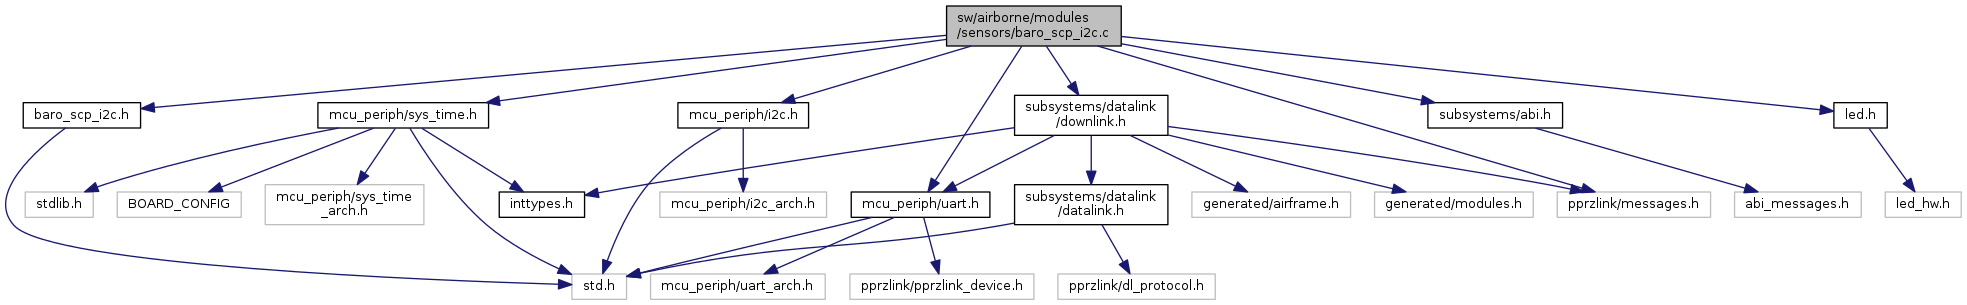 sw/airborne/modules
/sensors/baro_scp_i2c.c
baro_scp_i2c.h
mcu_periph/sys_time.h
mcu_periph/i2c.h
subsystems/datalink
/downlink.h
subsystems/abi.h
led.h
stdlib.h
BOARD_CONFIG
mcu_periph/sys_time
_arch.h
inttypes.h
mcu_periph/i2c_arch.h
mcu_periph/uart.h
subsystems/datalink
/datalink.h
generated/airframe.h
generated/modules.h
pprzlink/messages.h
abi_messages.h
led_hw.h
std.h
mcu_periph/uart_arch.h
pprzlink/pprzlink_device.h
pprzlink/dl_protocol.h